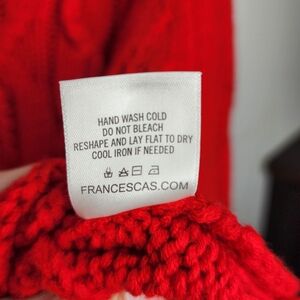 HAND WASH COLD
DO NOT BLEACH
RESHAPE AND LAY FLAT TO DRY
COOL IRON IF NEEDED
FRANCESCAS.COM